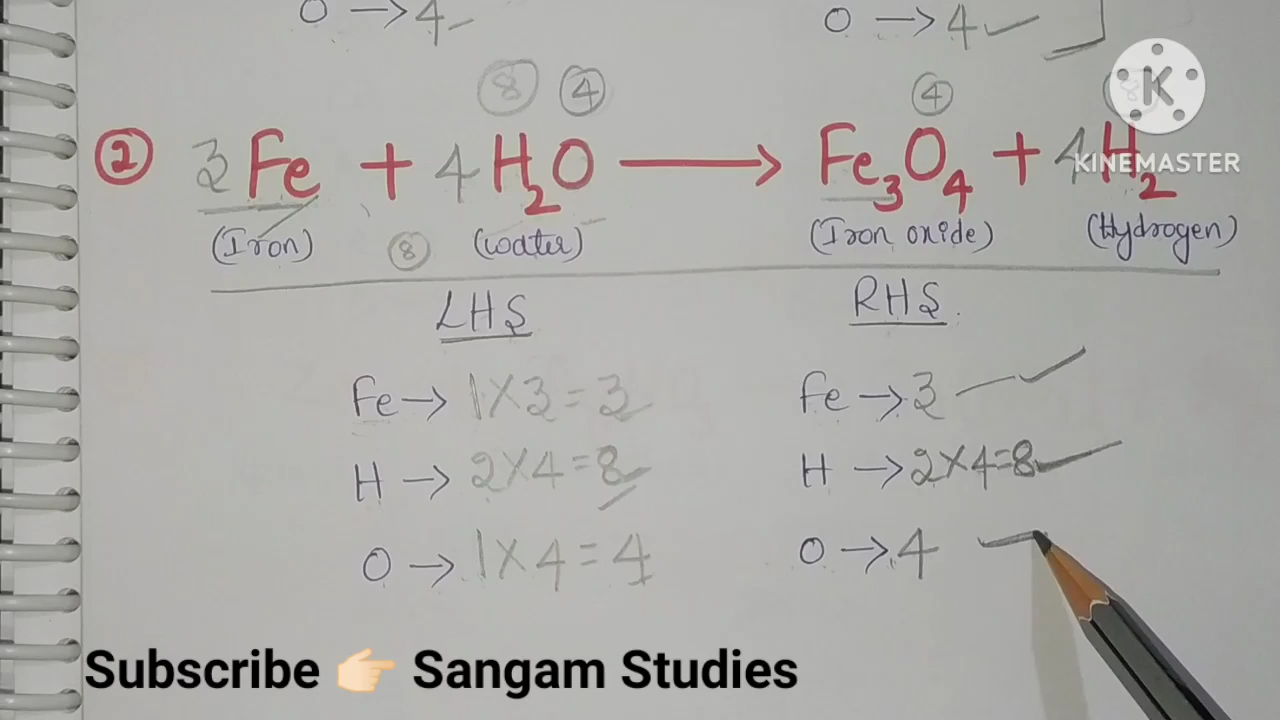 O → 4
O → 4
8 4 4 8
② 3Fe + 4H₂O → Fe₃O₄ + 4H₂
KINEMASTER
(Iron) 8 (water) (Iron oxide) (Hydrogen)
LHS RHS
Fe → 1×3=3 Fe → 3
H → 2×4=8 H → 2×4=8
O → 1×4=4 O → 4
Subscribe 👉🏻 Sangam Studies